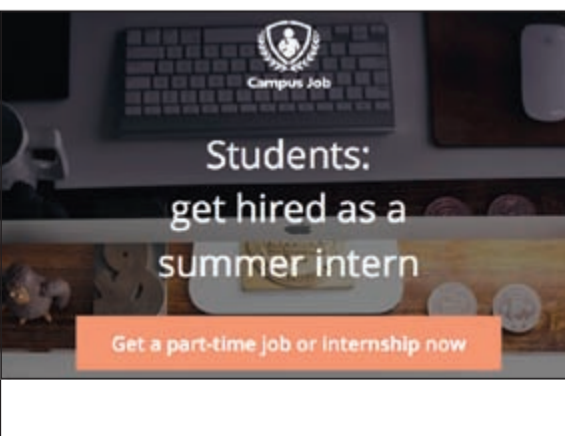 Campus Job
Students:
get hired as a
summer intern
Get a part-time job or internship now